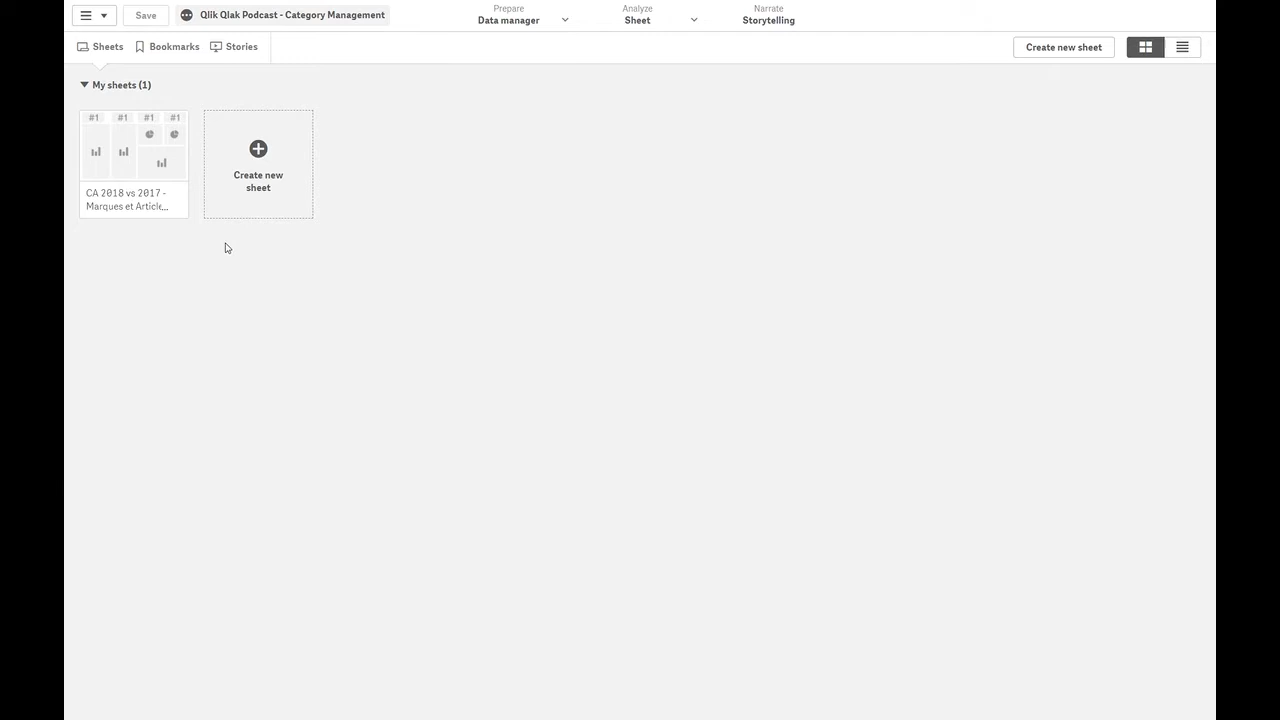 Save
Qlik Qlak Podcast - Category Management
Prepare
Data manager
Analyze
Sheet
Narrate
Storytelling
Sheets
Bookmarks
Stories
Create new sheet
My sheets (1)
#1 #1 #1 #1
CA 2018 vs 2017 -
Marques et Article...
Create new
sheet